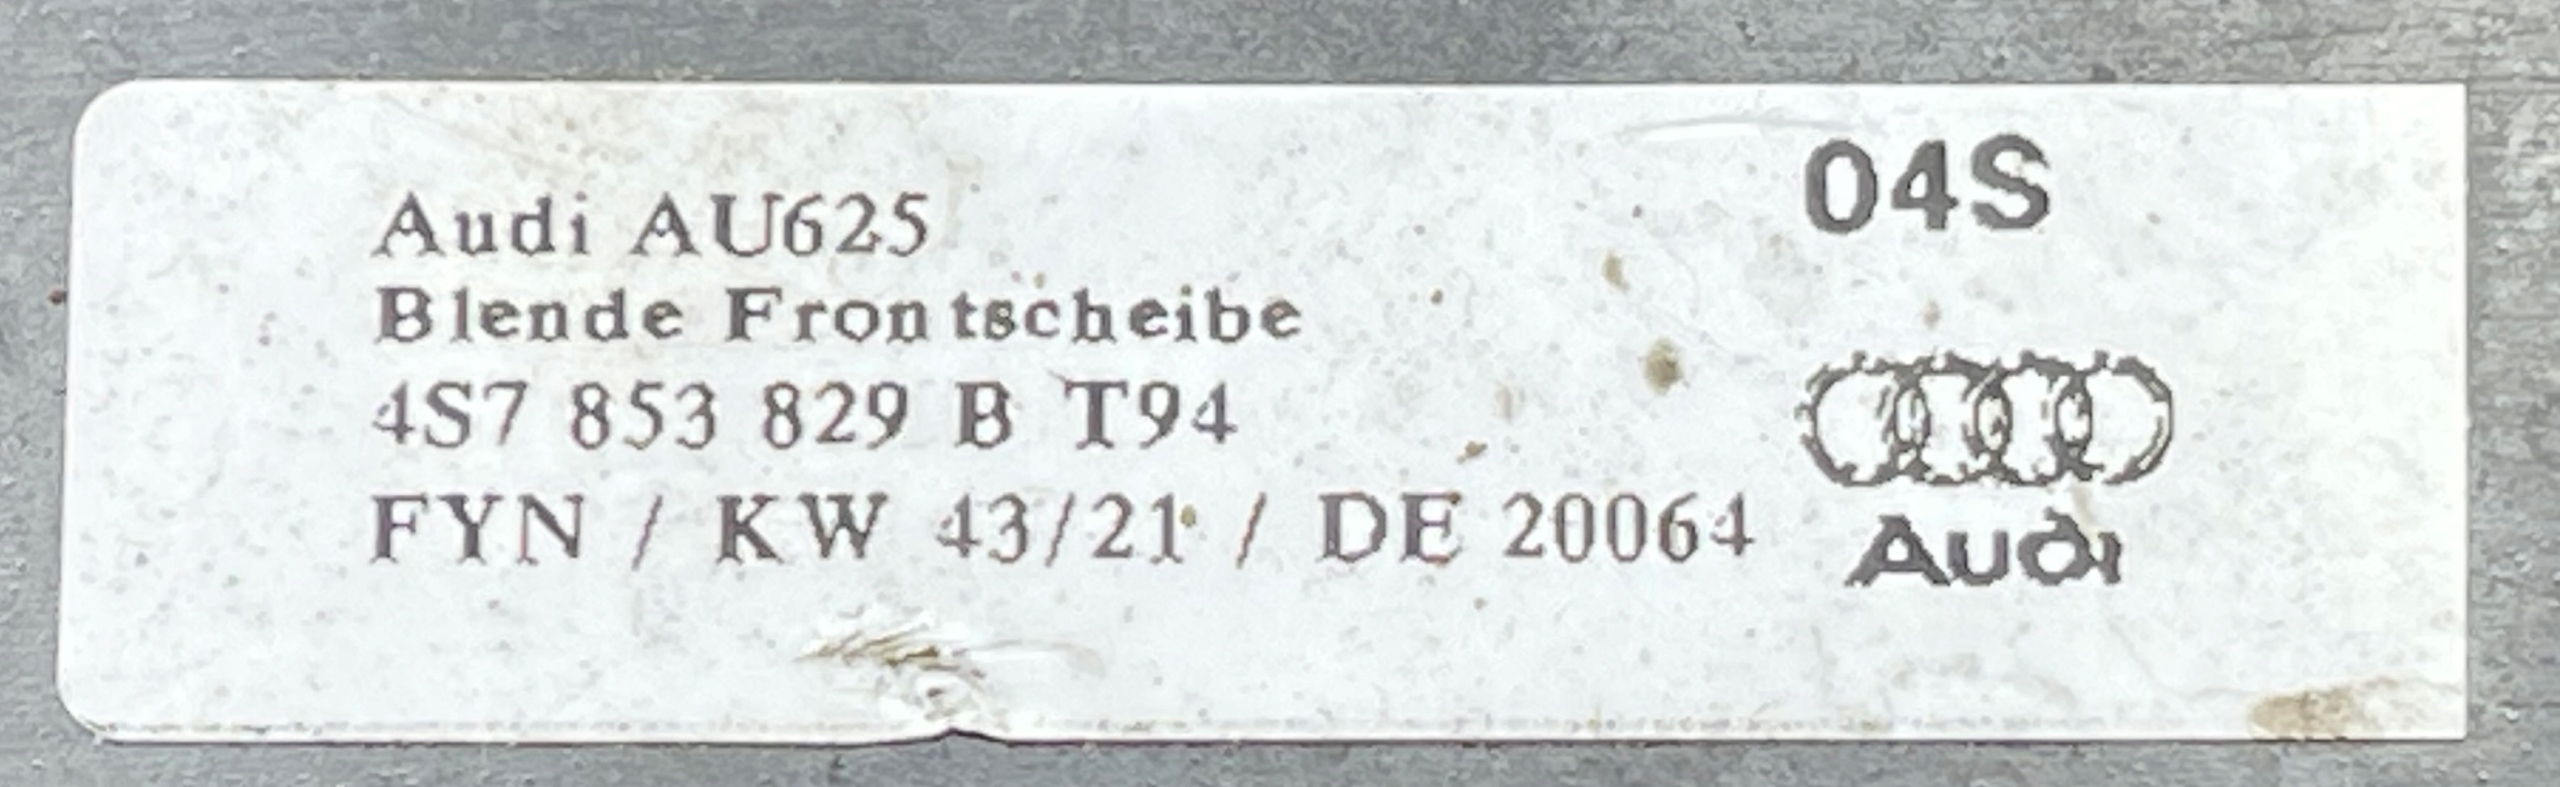 04S
Audi AU625
Blende Frontscheibe
4S7 853 829 B T94
FYN / KW 43/21 / DE 20064
Audi